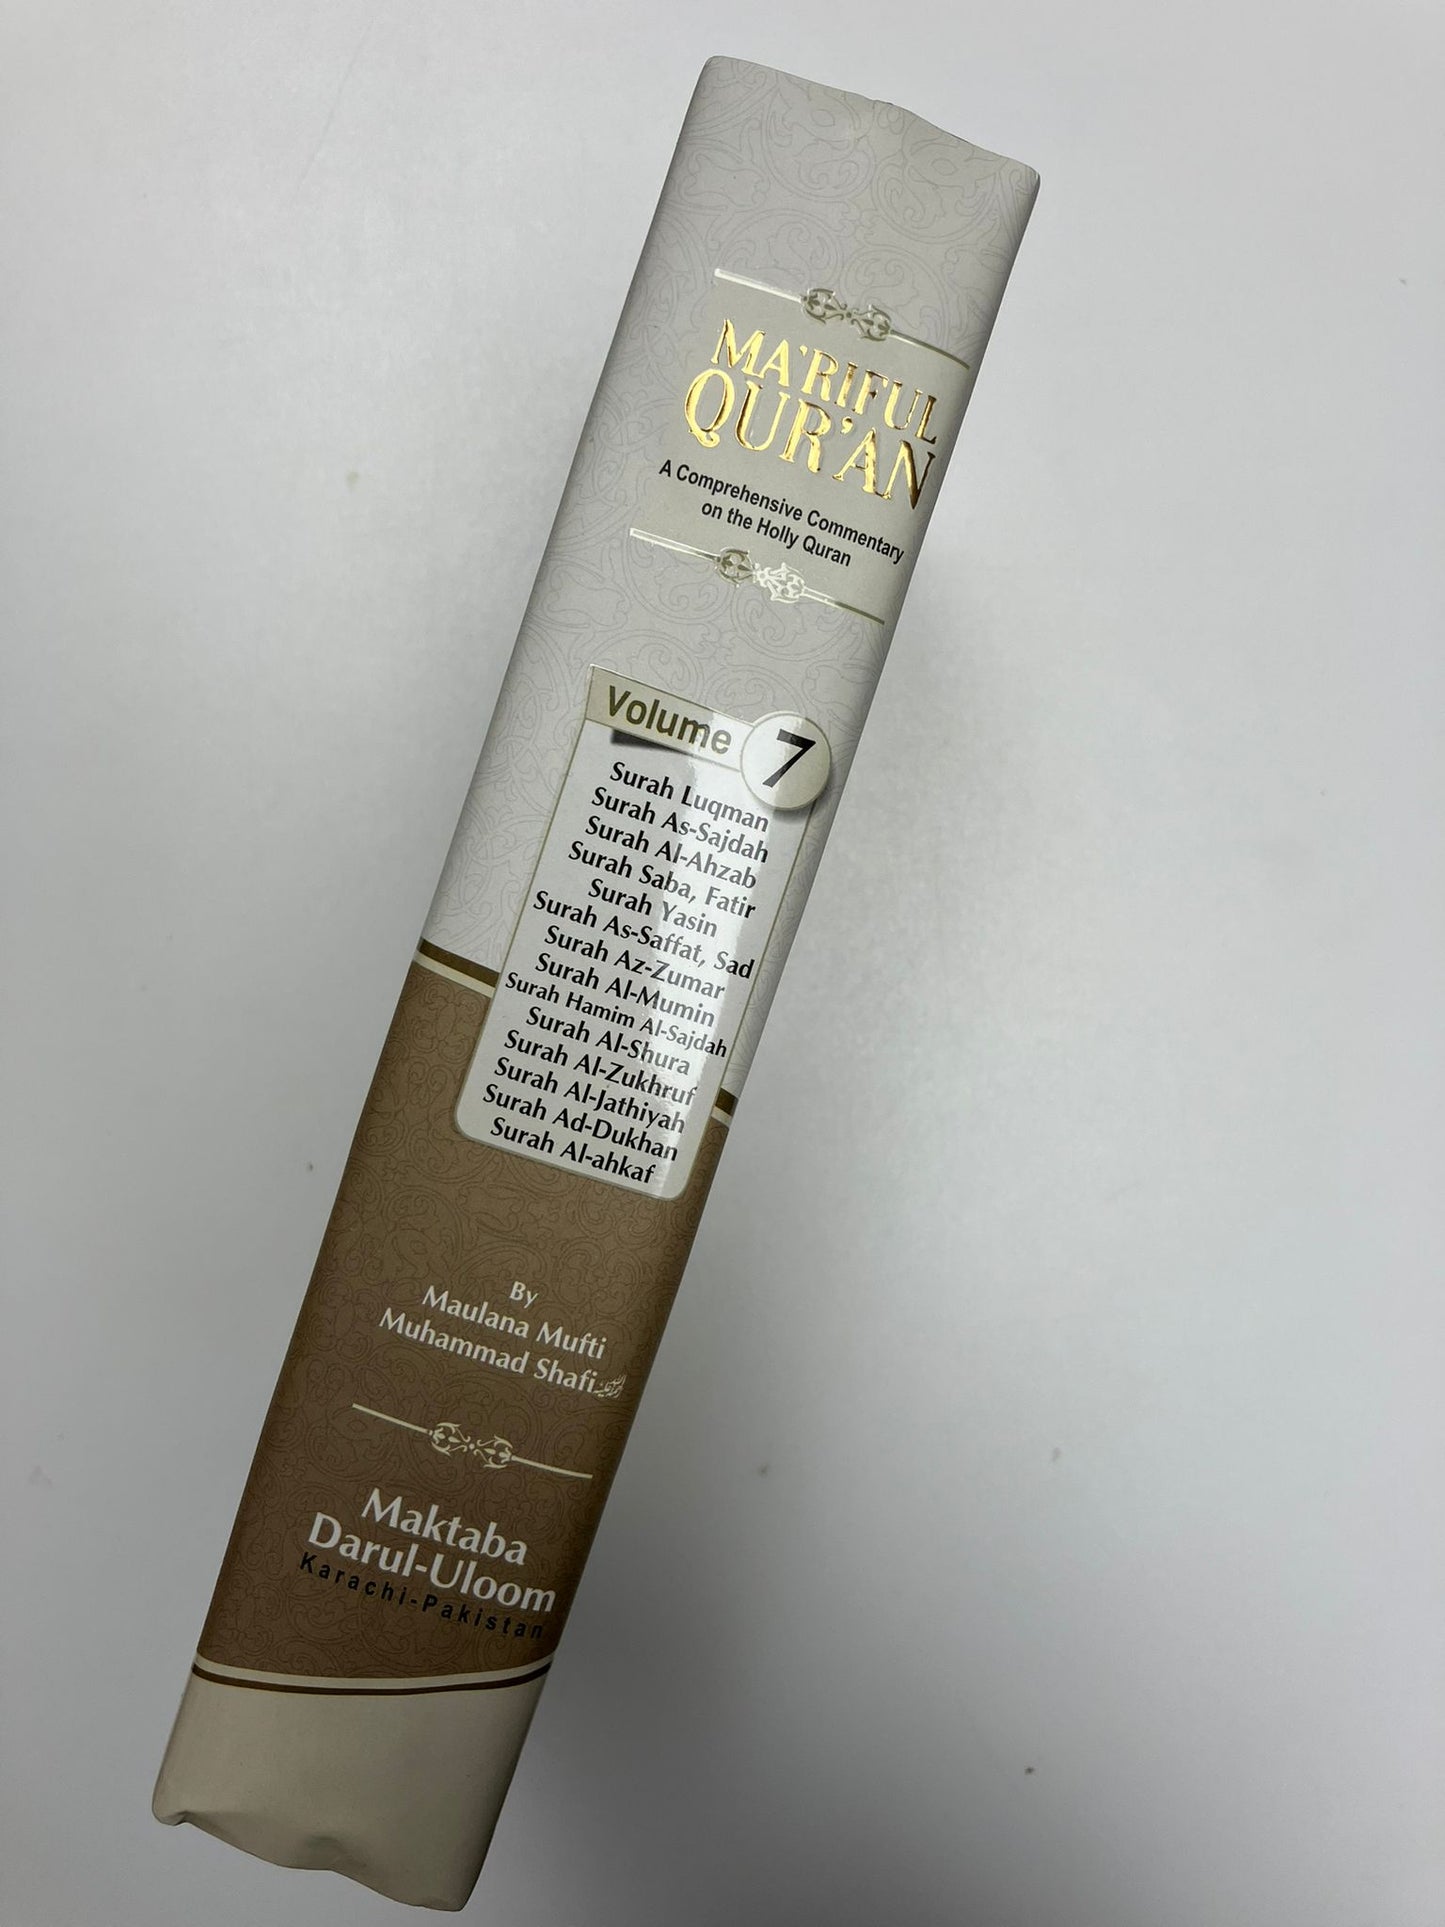 MA'RIFUL
QUR'AN
A Comprehensive Commentary
on the Holly Quran
Volume 7
Surah Luqman
Surah As-Sajdah
Surah Al-Ahzab
Surah Saba, Fatir
Surah Yasin
Surah As-Saffat, Sad
Surah Az-Zumar
Surah Al-Mumin
Surah Hamim Al-Sajdah
Surah Al-Shura
Surah Al-Zukhruf
Surah Al-Jathiyah
Surah Ad-Dukhan
Surah Al-ahkaf
By
Maulana Mufti
Muhammad Shafi
Maktaba
Darul-Uloom
Karachi-Pakistan